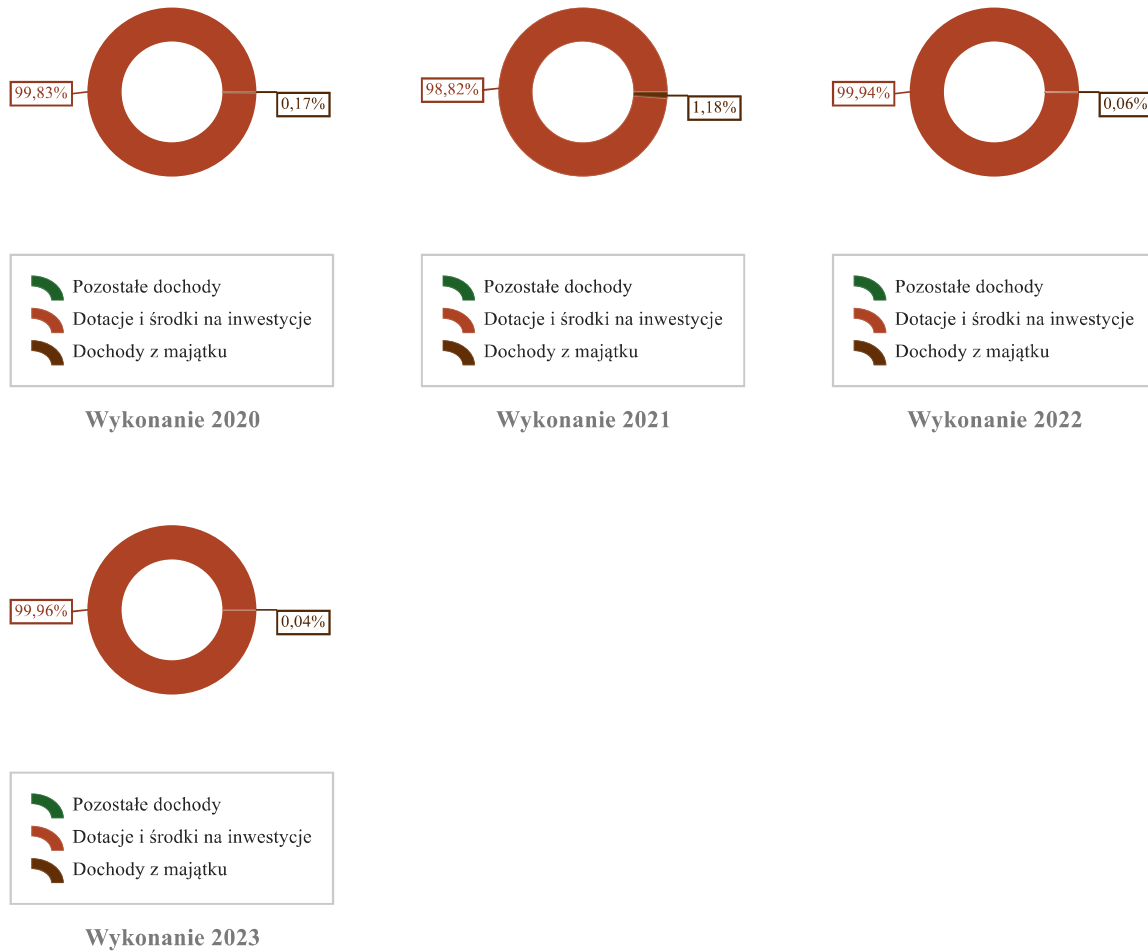 99,83%
0,17%
Pozostałe dochody
Dotacje i środki na inwestycje
Dochody z majątku
Wykonanie 2020
98,82%
1,18%
Pozostałe dochody
Dotacje i środki na inwestycje
Dochody z majątku
Wykonanie 2021
99,94%
0,06%
Pozostałe dochody
Dotacje i środki na inwestycje
Dochody z majątku
Wykonanie 2022
99,96%
0,04%
Pozostałe dochody
Dotacje i środki na inwestycje
Dochody z majątku
Wykonanie 2023